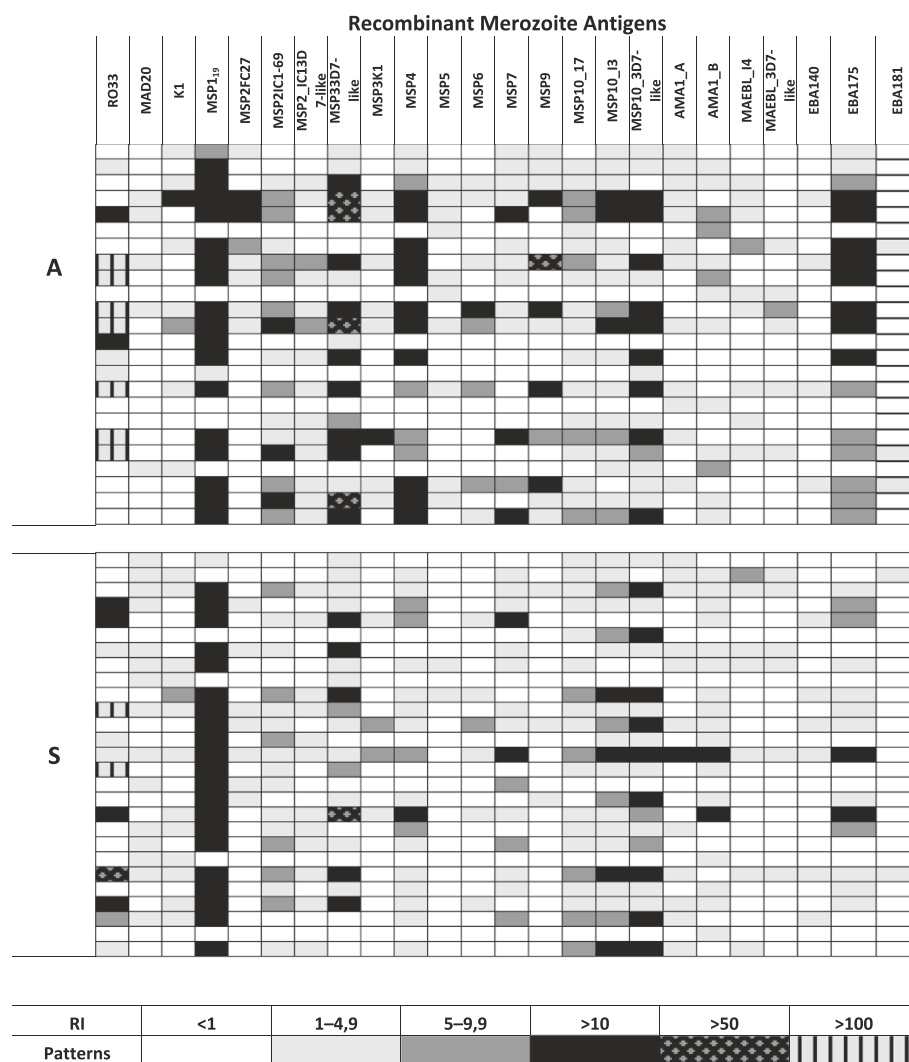 Recombinant Merozoite Antigens
RO33
MAD20
K1
MSP1₁₉
MSP2FC27
MSP2IC1-69
MSP2_IC13D
7-like
MSP33D7-
like
MSP3K1
MSP4
MSP5
MSP6
MSP7
MSP9
MSP10_17
MSP10_I3
MSP10_3D7-
like
AMA1_A
AMA1_B
MAEBL_I4
MAEBL_3D7-
like
EBA140
EBA175
EBA181
A
S
RI <1 1–4,9 5–9,9 >10 >50 >100
Patterns